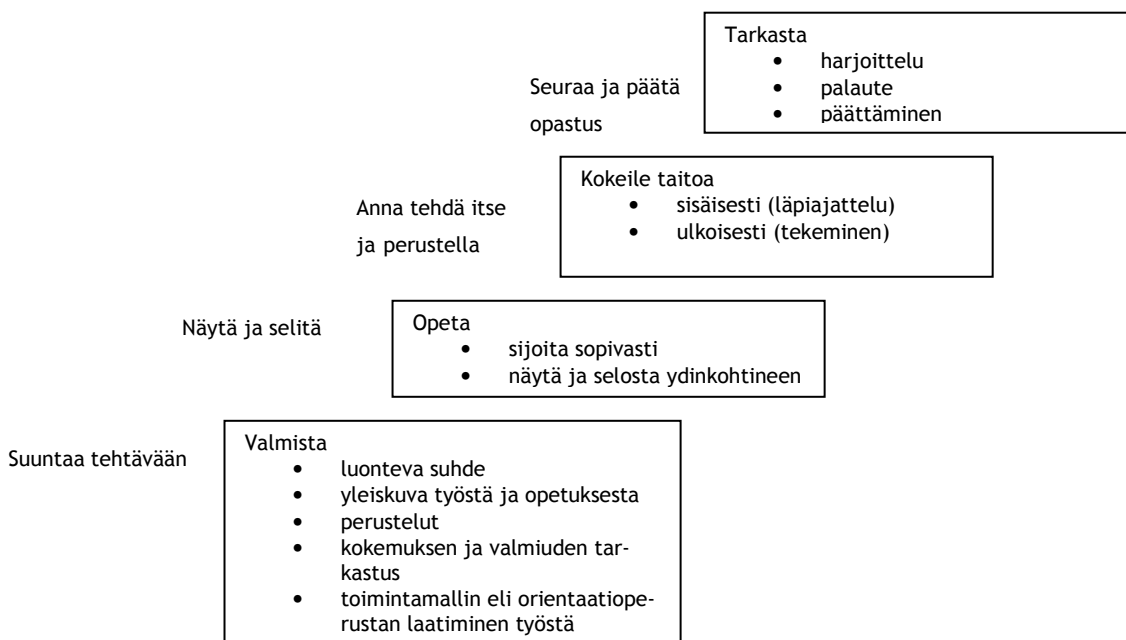 Tarkasta
• harjoittelu
• palaute
• päättäminen
Seuraa ja päätä
opastus
Kokeile taitoa
• sisäisesti (läpiajattelu)
• ulkoisesti (tekeminen)
Anna tehdä itse
ja perustella
Näytä ja selitä
Opeta
• sijoita sopivasti
• näytä ja selosta ydinkohtineen
Suuntaa tehtävään
Valmista
• luonteva suhde
• yleiskuva työstä ja opetuksesta
• perustelut
• kokemuksen ja valmiuden tar-
kastus
• toimintamallin eli orientaatiope-
rustan laatiminen työstä